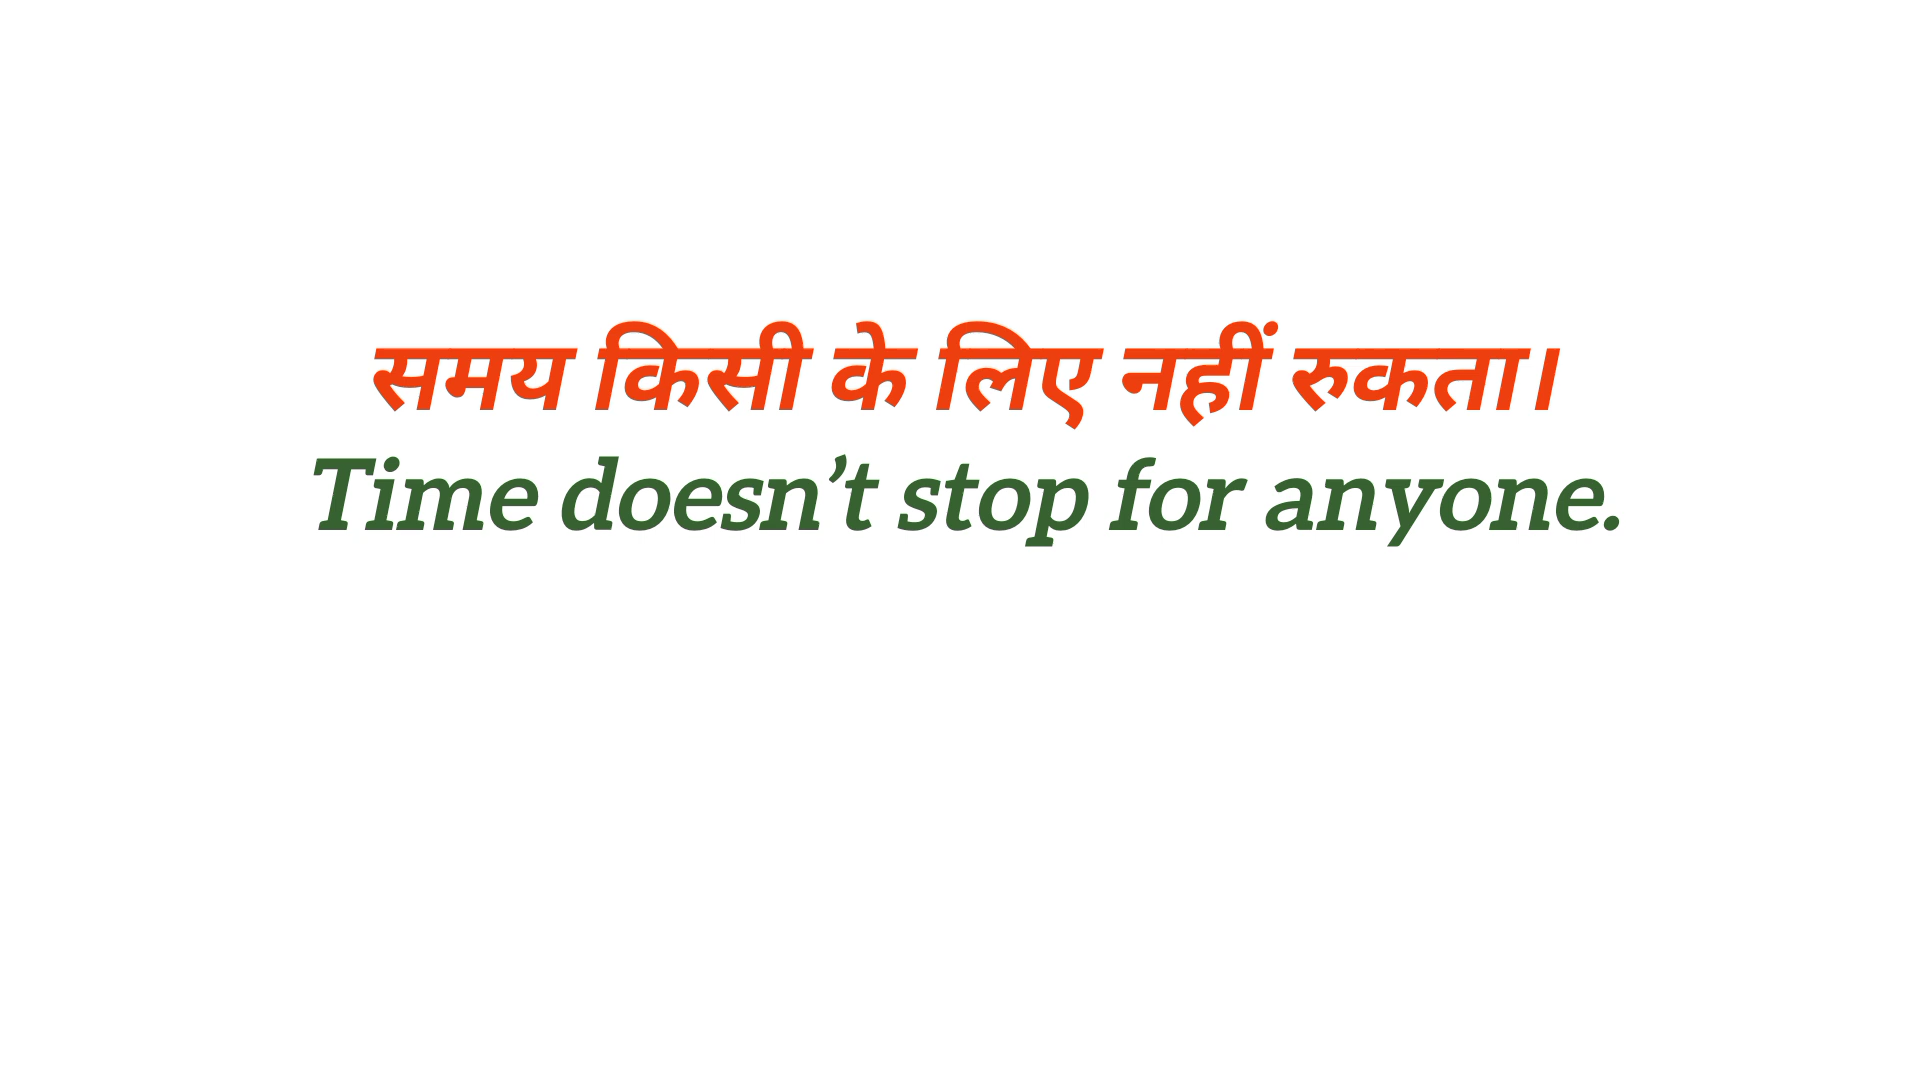 समय किसी के लिए नहीं रुकता।
Time doesn’t stop for anyone.